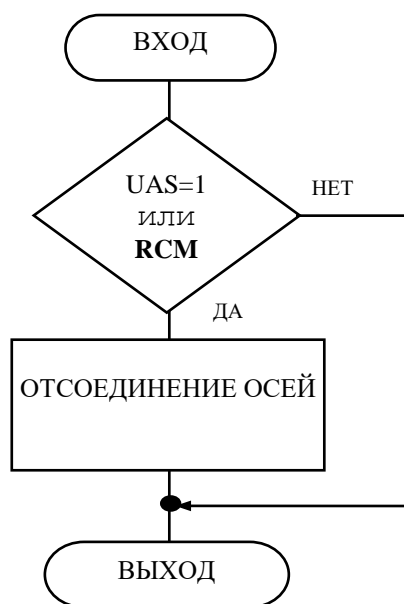 ВХОД
UAS=1
ИЛИ
RCM
НЕТ
ДА
ОТСОЕДИНЕНИЕ ОСЕЙ
ВЫХОД